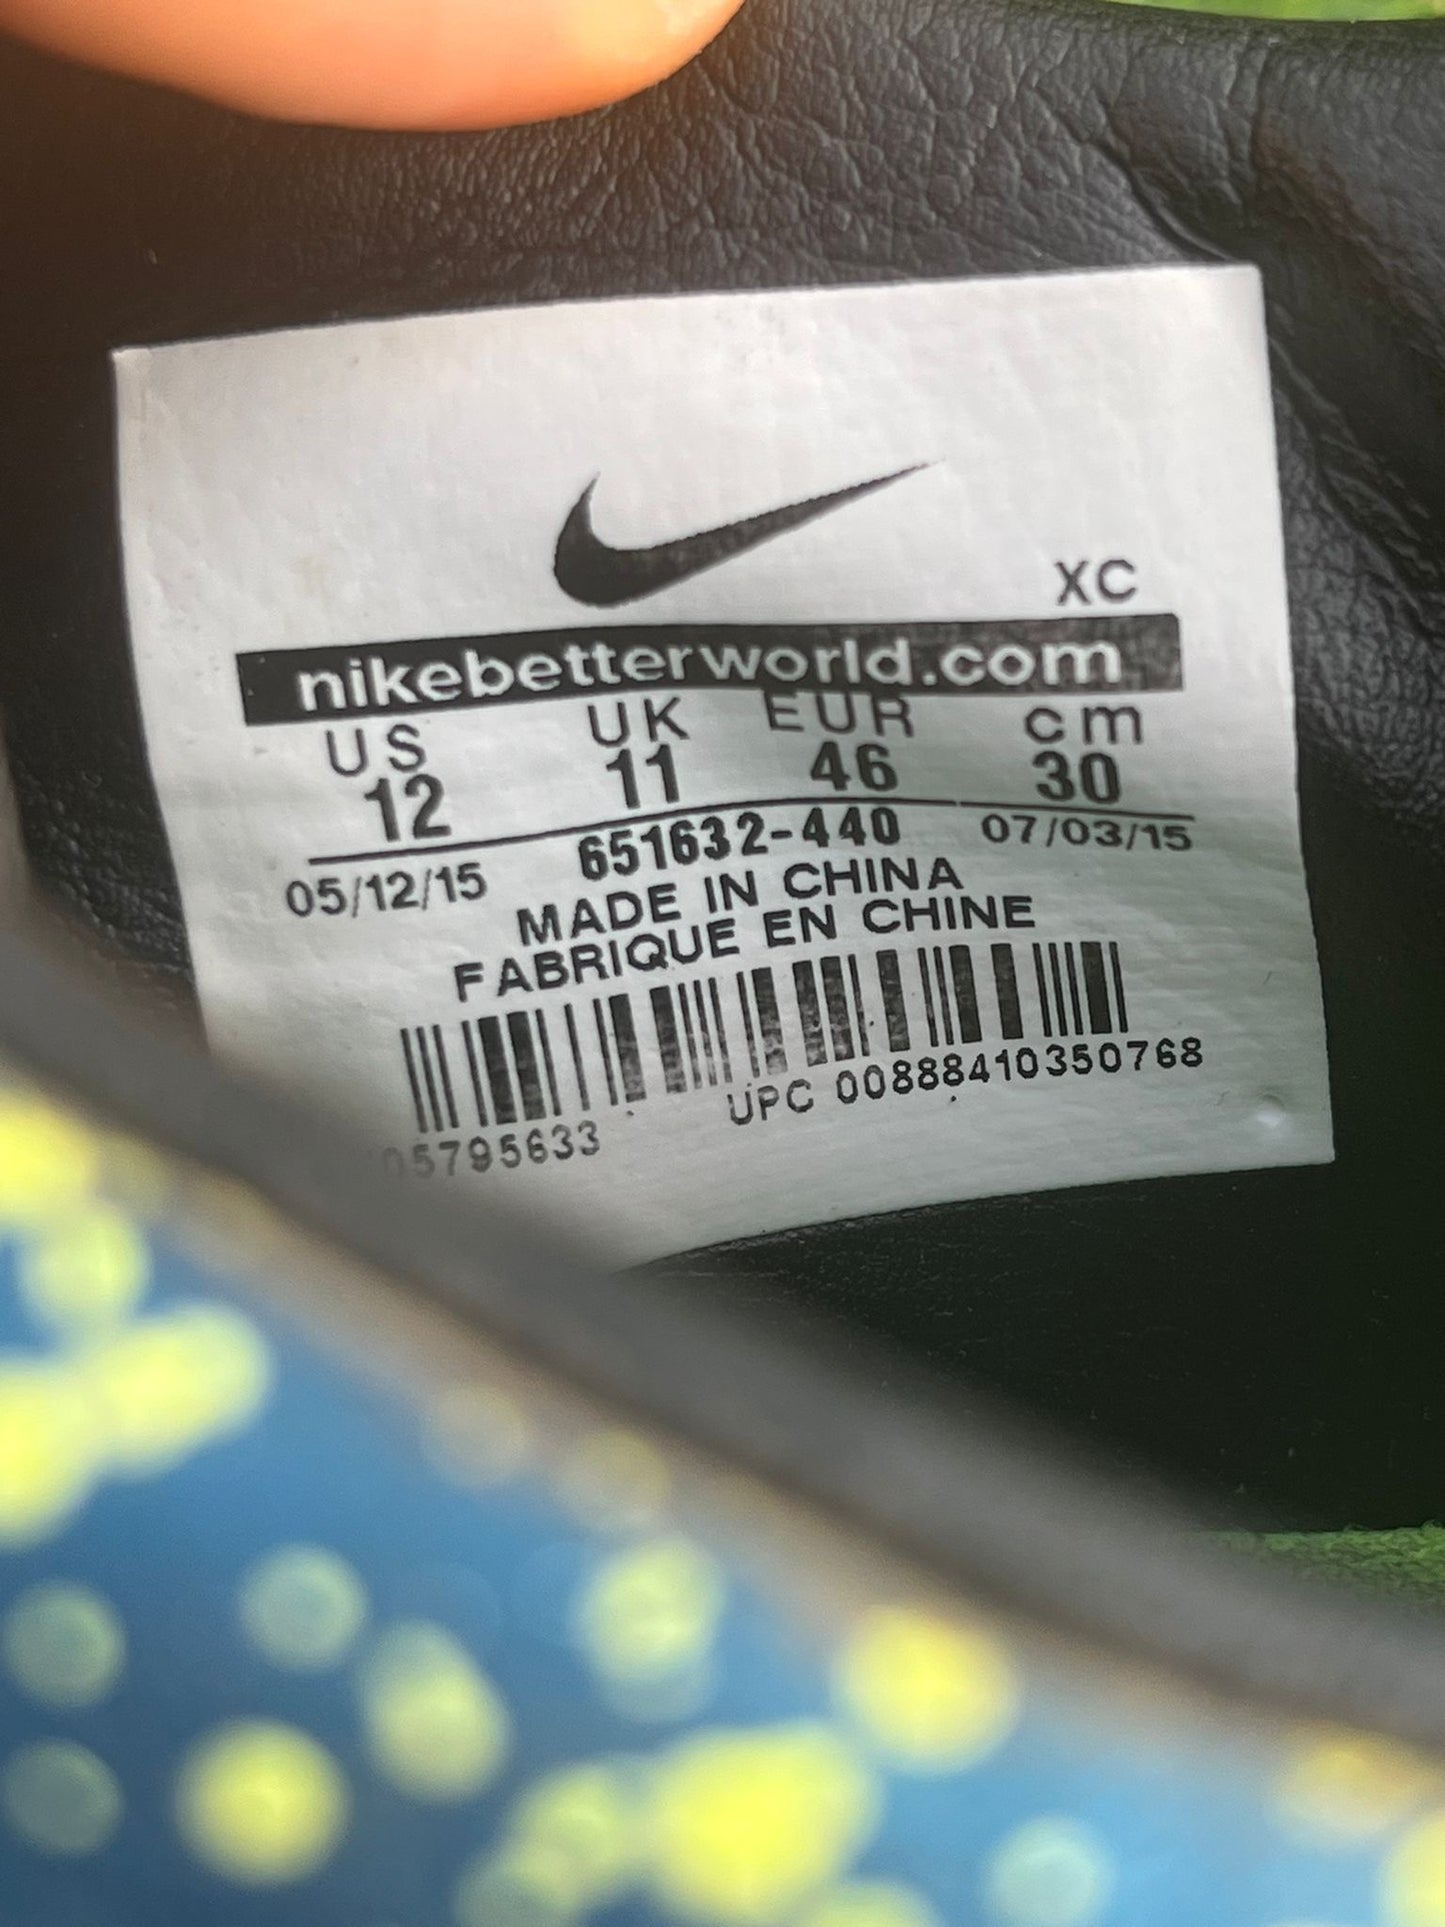 XC
nikebetterworld.com
US UK EUR cm
12 11 46 30
05/12/15 651632-440 07/03/15
MADE IN CHINA
FABRIQUE EN CHINE
UPC 00888410350768
05795633